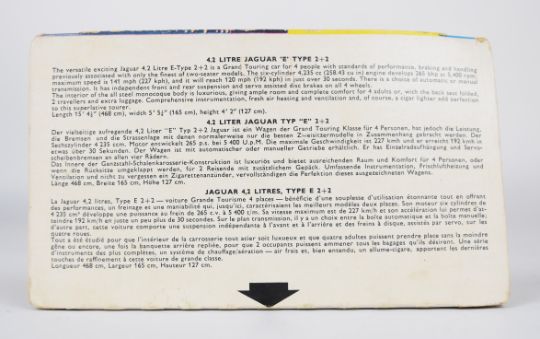 4,2 LITRE JAGUAR "E" TYPE 2+2
The versatile exciting Jaguar 4.2 Litre E-Type 2+2 is a Grand Touring car for 4 people with standards of performance, braking and handling
previously associated with only the finest of two-seater models. The six-cylinder 4,235 cc (258.43 cu in) engine develops 265 bhp at 5,400 rpm,
maximum speed is 141 mph (227 kph), and it will reach 120 mph (192 kph) in just over 30 seconds. There is a choice of automatic or manual
transmission. It has independent front and rear suspension and servo assisted disc brakes on all 4 wheels.
The interior of the all steel monocoque body is luxurious, giving ample room and complete comfort for 4 adults or, with the back seat folded,
2 travellers and extra luggage. Comprehensive instrumentation, fresh air heating and ventilation and, of course, a cigar lighter add perfection
to this superlative tourer.
Length 15' 4½" (468 cm), width 5' 5¼" (165 cm), height 4' 2" (127 cm).
4,2 LITER JAGUAR TYP "E" 2+2
Der vielseitige aufregende 4,2 Liter "E" Typ 2+2 Jaguar ist ein Wagen der Grand Touring Klasse für 4 Personen, hat jedoch die Leistung,
die Bremsen und die Strassenlage mit denen normalerweise nur die besten Zweisitzermodelle in Zusammenhang gebracht werden. Der
Sechszylinder 4 235 ccm. Motor entwickelt 265 p.s. bei 5,400 U.p.M. Die maximale Geschwindigkeit ist 227 kmh und er erreicht 192 kmh in
etwas über 30 Sekunden. Der Wagen ist mit automatischer oder manueller Getriebe erhältlich. Er hat Einzelradaufhängung und Servo-
scheibenbremsen an allen vier Rädern.
Das Innere der Ganzstahl-Schalenkarosserie-Konstruktion ist luxuriös und bietet ausreichenden Raum und Komfort für 4 Personen, oder
wenn die Rücksitze umgeklappt werden, für 2 Reisende mit zusätzlichem Gepäck. Umfassende Instrumentation, Frischluftheizung und
Ventilation und nicht zu vergessen ein Zigarettenanzünder, vervollständigen die Perfektion dieses ausgezeichneten Wagens.
Länge 468 cm, Breite 165 cm, Höhe 127 cm.
JAGUAR 4,2 LITRES, TYPE E 2+2
La Jaguar 4,2 litres, Type E 2+2 — voiture Grand Tourisme 4 places — bénéficie d'une souplesse d'utilisation étonnante tout en offrant
des performances, un freinage et une maniabilité qui, jusqu'ici, caractérisaient les meilleurs modèles deux places. Son moteur six cylindres de
4 235 cm³ développe une puissance au frein de 265 c.v. à 5 400 t/m. Sa vitesse maximum est de 227 km/h et son accélération lui permet d'at-
teindre 192 km/h et juste un peu plus de 30 secondes. Pour le plan transmission, il y a un choix entre la boîte automatique et la boîte manuelle;
d'autre part, cette voiture comporte une suspension indépendante à l'avant et à l'arrière et des freins à disques, assistés par servo, sur les
quatre roues.
Tout a été étudié pour que l'intérieur de la carrosserie tout acier soit luxueux et que quatre adultes puissent prendre place sans la moindre
gêne ou encore, une fois la banquette arrière repliée, pour que 2 occupants puissent emmener tous les bagages qu'ils désirent. Une série
d'instruments des plus complètes, un système de chauffage/aération — air frais et, bien entendu, un allume-cigare, apportent les dernières
touches de raffinement à cette voiture de grande classe.
Longueur 468 cm, Largeur 165 cm, Hauteur 127 cm.